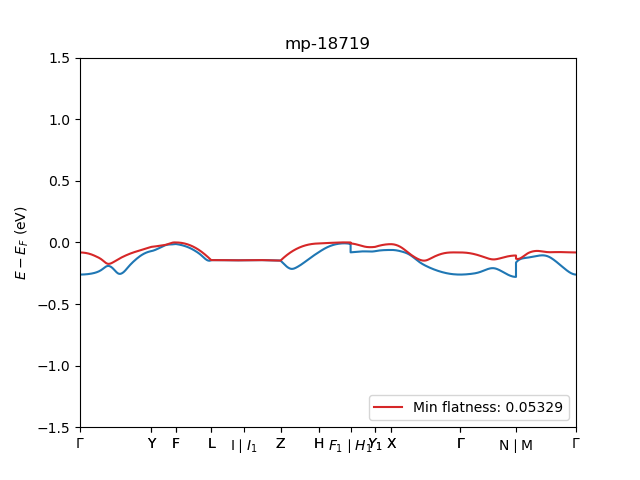 mp-18719
1.5
1.0
0.5
0.0
−0.5
−1.0
−1.5
E − E_F (eV)
Min flatness: 0.05329
Γ Y F L I | I₁ Z H F₁ | H₁ Y₁ X Γ N | M Γ